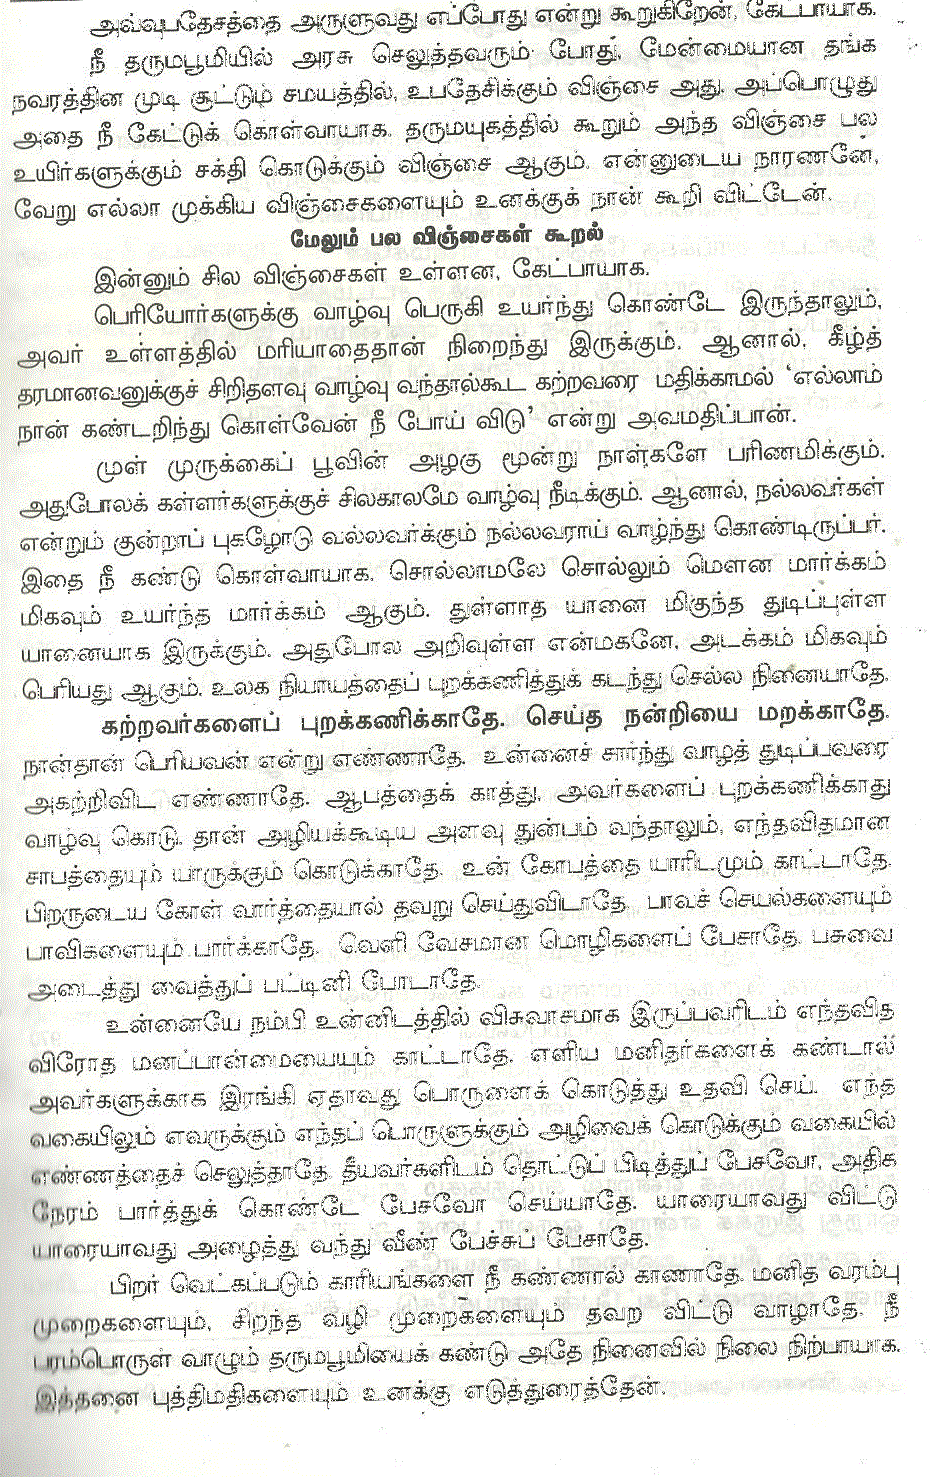 அவ்வுபதேசத்தை அருளுவது எப்போது என்று கூறுகிறேன், கேட்பாயாக.
நீ தருமபூமியில் அரசு செலுத்தவரும் போது, மேன்மையான தங்க
நவரத்தின முடி சூட்டும் சமயத்தில், உபதேசிக்கும் விஞ்சை அது. அப்பொழுது
அதை நீ கேட்டுக் கொள்வாயாக. தருமயுகத்தில் கூறும் அந்த விஞ்சை பல
உயிர்களுக்கும் சக்தி கொடுக்கும் விஞ்சை ஆகும். என்னுடைய நாரணனே,
வேறு எல்லா முக்கிய விஞ்சைகளையும் உனக்குக் நான் கூறி விட்டேன்.
மேலும் பல விஞ்சைகள் கூறல்
இன்னும் சில விஞ்சைகள் உள்ளன, கேட்பாயாக.
பெரியோர்களுக்கு வாழ்வு பெருகி உயர்ந்து கொண்டே இருந்தாலும்,
அவர் உள்ளத்தில் மரியாதைதான் நிறைந்து இருக்கும். ஆனால், கீழ்த்
தரமானவனுக்குச் சிறிதளவு வாழ்வு வந்தால்கூட கற்றவரை மதிக்காமல் ‘எல்லாம்
நான் கண்டறிந்து கொள்வேன் நீ போய் விடு’ என்று அவமதிப்பான்.
முள் முருக்கைப் பூவின் அழகு மூன்று நாள்களே பரிணமிக்கும்.
அதுபோலக் கள்ளர்களுக்குச் சிலகாலமே வாழ்வு நீடிக்கும். ஆனால், நல்லவர்கள்
என்றும் குன்றாப் புகழோடு வல்லவர்க்கும் நல்லவராய் வாழ்ந்து கொண்டிருப்பர்.
இதை நீ கண்டு கொள்வாயாக. சொல்லாமலே சொல்லும் மௌன மார்க்கம்
மிகவும் உயர்ந்த மார்க்கம் ஆகும். துள்ளாத யானை மிகுந்த துடிப்புள்ள
யானையாக இருக்கும். அதுபோல அறிவுள்ள என்மகனே, அடக்கம் மிகவும்
பெரியது ஆகும். உலக நியாயத்தைப் புறக்கணித்துக் கடந்து செல்ல நினையாதே.
கற்றவர்களைப் புறக்கணிக்காதே. செய்த நன்றியை மறக்காதே.
நான்தான் பெரியவன் என்று எண்ணாதே. உன்னைச் சார்ந்து வாழத் துடிப்பவரை
அகற்றிவிட எண்ணாதே. ஆபத்தைக் காத்து, அவர்களைப் புறக்கணிக்காது
வாழ்வு கொடு. தான் அழியக்கூடிய அளவு துன்பம் வந்தாலும், எந்தவிதமான
சாபத்தையும் யாருக்கும் கொடுக்காதே. உன் கோபத்தை யாரிடமும் காட்டாதே.
பிறருடைய கோள் வார்த்தையால் தவறு செய்துவிடாதே. பாவச் செயல்களையும்
பாவிகளையும் பார்க்காதே. வெளி வேசமான மொழிகளைப் பேசாதே. பசுவை
அடைத்து வைத்துப் பட்டினி போடாதே.
உன்னையே நம்பி உன்னிடத்தில் விசுவாசமாக இருப்பவரிடம் எந்தவித
விரோத மனப்பான்மையையும் காட்டாதே. எளிய மனிதர்களைக் கண்டால்
அவர்களுக்காக இரங்கி ஏதாவது பொருளைக் கொடுத்து உதவி செய். எந்த
வகையிலும் எவருக்கும் எந்தப் பொருளுக்கும் அழிவைக் கொடுக்கும் வகையில்
எண்ணத்தைச் செலுத்தாதே. தீயவர்களிடம் தொட்டுப் பிடித்துப் பேசவோ, அதிக
நேரம் பார்த்துக் கொண்டே பேசவோ செய்யாதே. யாரையாவது விட்டு
யாரையாவது அழைத்து வந்து வீண் பேச்சுப் பேசாதே.
பிறர் வெட்கப்படும் காரியங்களை நீ கண்ணால் காணாதே. மனித வரம்பு
முறைகளையும், சிறந்த வழி முறைகளையும் தவற விட்டு வாழாதே. நீ
பரம்பொருள் வாழும் தருமபூமியைக் கண்டு அதே நினைவில் நிலை நிற்பாயாக.
இத்தனை புத்திமதிகளையும் உனக்கு எடுத்துரைத்தேன்.